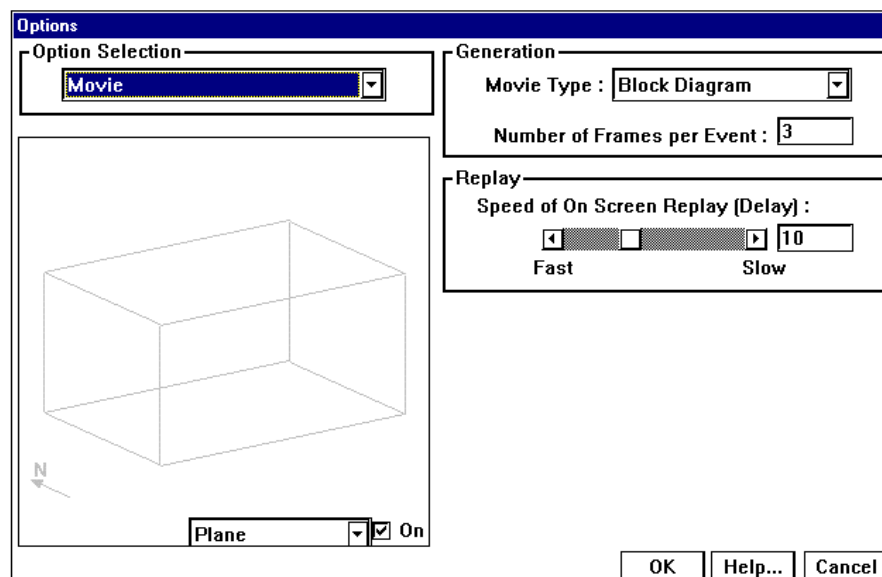 Options
Option Selection
Movie
Generation
Movie Type : Block Diagram
Number of Frames per Event : 3
Replay
Speed of On Screen Replay (Delay) :
10
Fast Slow
N
Plane On
OK Help... Cancel